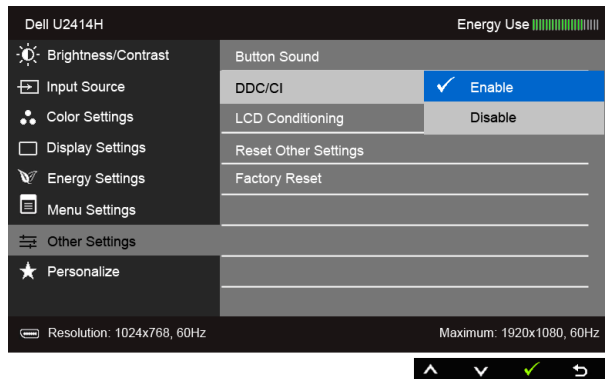 Dell U2414H
Energy Use
Brightness/Contrast
Input Source
Color Settings
Display Settings
Energy Settings
Menu Settings
Other Settings
Personalize
Button Sound
DDC/CI
Enable
LCD Conditioning
Disable
Reset Other Settings
Factory Reset
Resolution: 1024x768, 60Hz
Maximum: 1920x1080, 60Hz